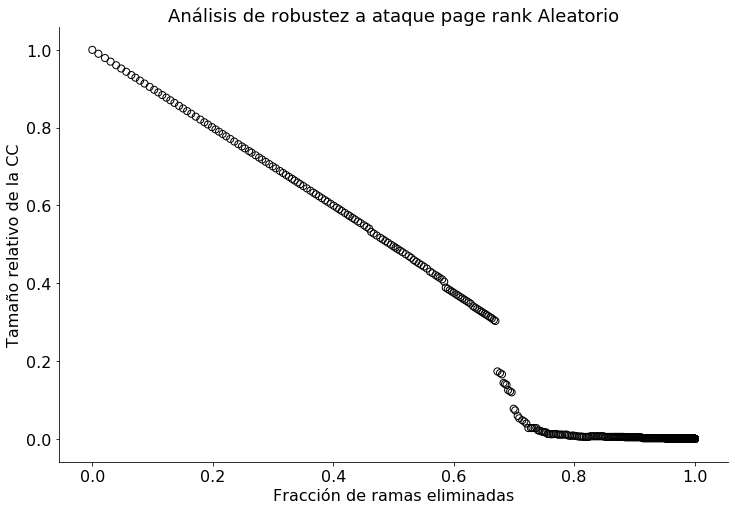 Análisis de robustez a ataque page rank Aleatorio
Tamaño relativo de la CC
1.0
0.8
0.6
0.4
0.2
0.0
0.0 0.2 0.4 0.6 0.8 1.0
Fracción de ramas eliminadas